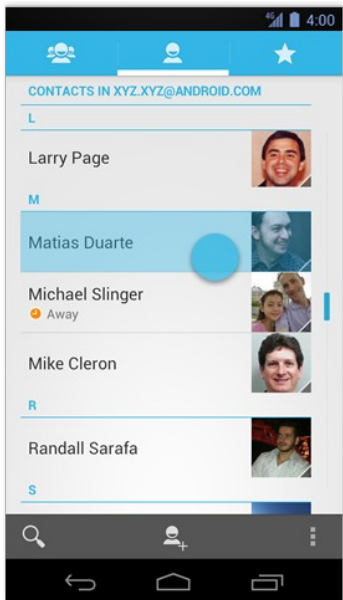 4G 4:00
CONTACTS IN XYZ.XYZ@ANDROID.COM
L
Larry Page
M
Matias Duarte
Michael Slinger
Away
Mike Cleron
R
Randall Sarafa
S